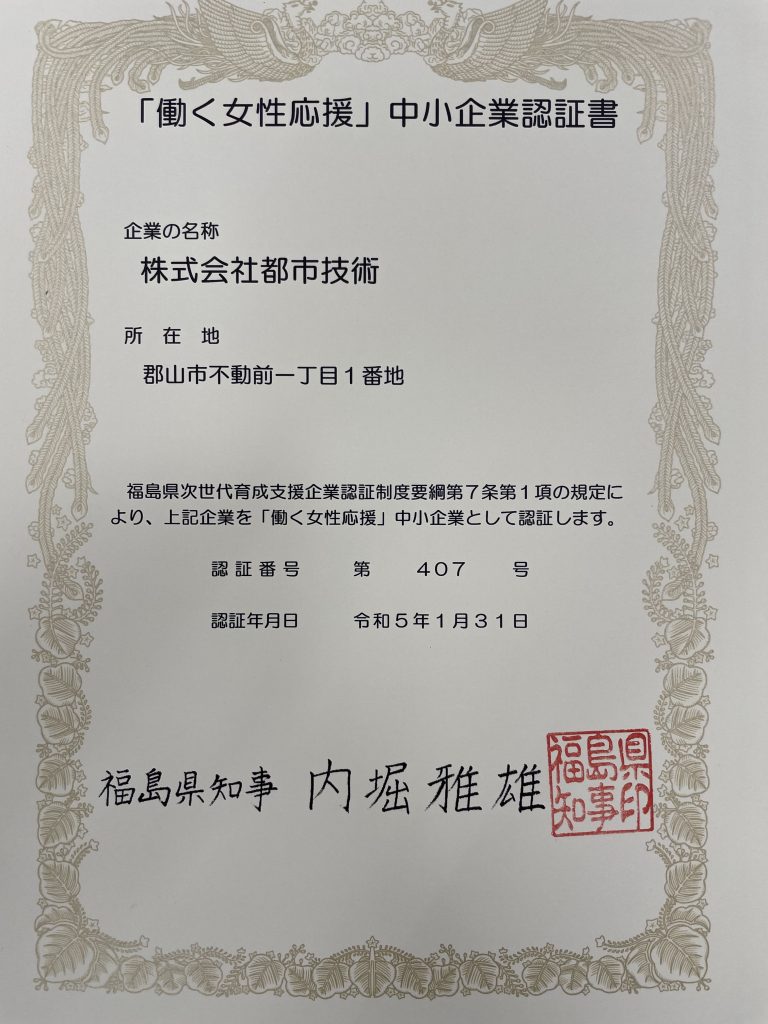 「働く女性応援」中小企業認証書
企業の名称
株式会社都市技術
所在地
郡山市不動前一丁目１番地
福島県次世代育成支援企業認証制度要綱第７条第１項の規定に
より、上記企業を「働く女性応援」中小企業として認証します。
認証番号　第　４０７　号
認証年月日　令和５年１月３１日
福島県知事　内堀雅雄
福島県
知事印